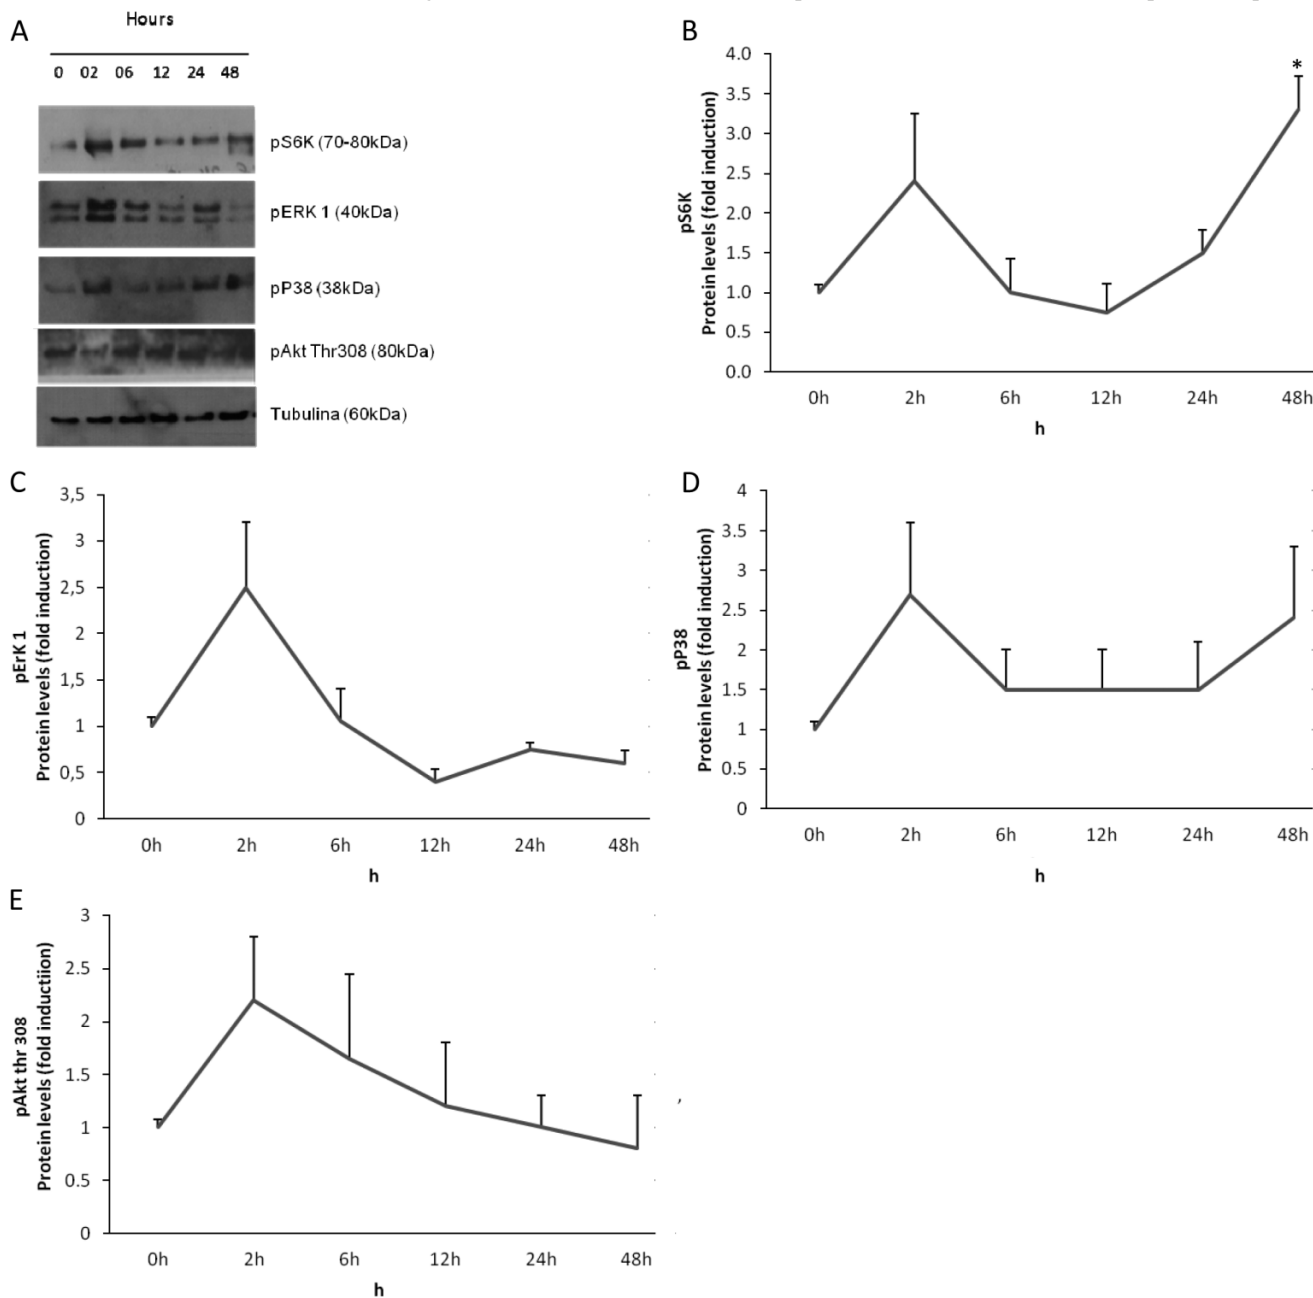 A
Hours
0 02 06 12 24 48
pS6K (70-80kDa)
pERK 1 (40kDa)
pP38 (38kDa)
pAkt Thr308 (80kDa)
Tubulina (60kDa)
B
pS6K
Protein levels (fold induction)
4.0
3.5
3.0
2.5
2.0
1.5
1.0
0.5
0.0
*
0h 2h 6h 12h 24h 48h
h
C
pErK 1
Protein levels (fold induction)
3,5
3
2,5
2
1,5
1
0,5
0
0h 2h 6h 12h 24h 48h
h
D
pP38
Protein levels (fold induction)
4
3.5
3
2.5
2
1.5
1
0.5
0
0h 2h 6h 12h 24h 48h
h
E
pAkt thr 308
Protein levels (fold inductiion)
3
2.5
2
1.5
1
0.5
0
0h 2h 6h 12h 24h 48h
h
,